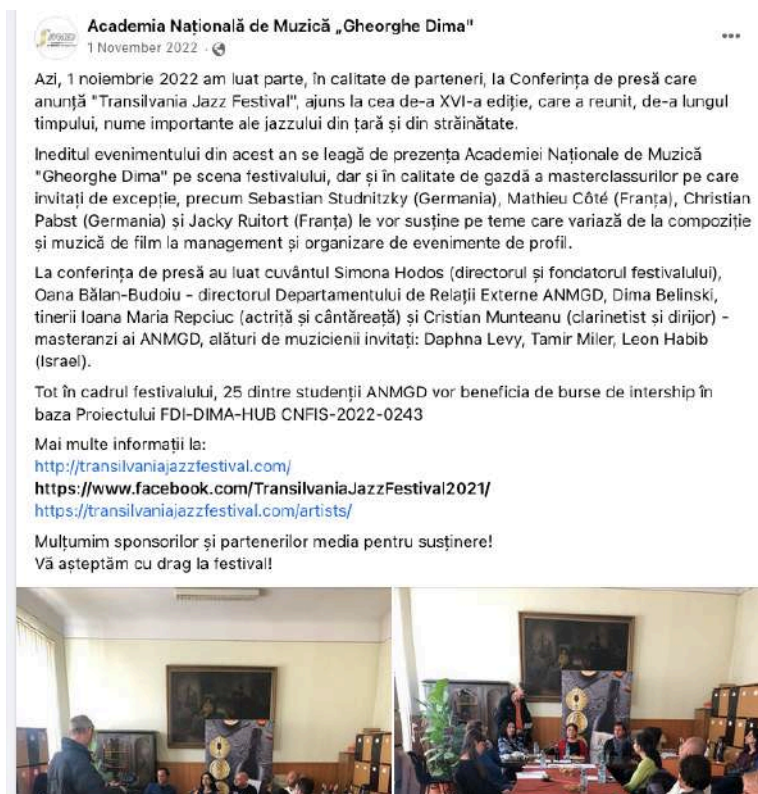 Academia Națională de Muzică „Gheorghe Dima"
1 November 2022 ·
Azi, 1 noiembrie 2022 am luat parte, în calitate de parteneri, la Conferința de presă care
anunță "Transilvania Jazz Festival", ajuns la cea de-a XVI-a ediție, care a reunit, de-a lungul
timpului, nume importante ale jazzului din țară și din străinătate.
Ineditul evenimentului din acest an se leagă de prezența Academiei Naționale de Muzică
"Gheorghe Dima" pe scena festivalului, dar și în calitate de gazdă a masterclassurilor pe care
invitați de excepție, precum Sebastian Studnitzky (Germania), Mathieu Côté (Franța), Christian
Pabst (Germania) și Jacky Ruitort (Franța) le vor susține pe teme care variază de la compoziție
și muzică de film la management și organizare de evenimente de profil.
La conferința de presă au luat cuvântul Simona Hodos (directorul și fondatorul festivalului),
Oana Bălan-Budoiu - directorul Departamentului de Relații Externe ANMGD, Dima Belinski,
tinerii Ioana Maria Repciuc (actriță și cântăreață) și Cristian Munteanu (clarinetist și dirijor) -
masteranzi ai ANMGD, alături de muzicienii invitați: Daphna Levy, Tamir Miler, Leon Habib
(Israel).
Tot în cadrul festivalului, 25 dintre studenții ANMGD vor beneficia de burse de intership în
baza Proiectului FDI-DIMA-HUB CNFIS-2022-0243
Mai multe informații la:
http://transilvaniajazzfestival.com/
https://www.facebook.com/TransilvaniaJazzFestival2021/
https://transilvaniajazzfestival.com/artists/
Mulțumim sponsorilor și partenerilor media pentru susținere!
Vă așteptăm cu drag la festival!